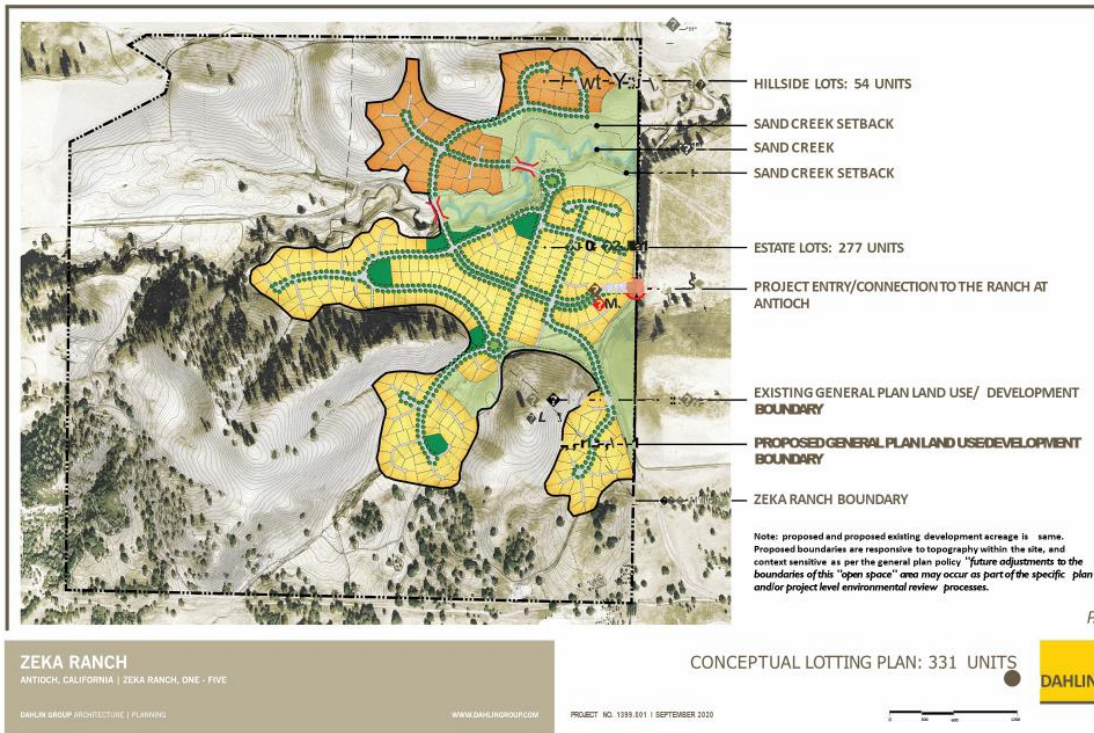 HILLSIDE LOTS: 54 UNITS
SAND CREEK SETBACK
SAND CREEK
SAND CREEK SETBACK
ESTATE LOTS: 277 UNITS
PROJECT ENTRY/CONNECTION TO THE RANCH AT
ANTIOCH
EXISTING GENERAL PLAN LAND USE/ DEVELOPMENT
BOUNDARY
PROPOSED GENERAL PLAN LAND USE/DEVELOPMENT
BOUNDARY
ZEKA RANCH BOUNDARY
Note: proposed and proposed existing development acreage is same.
Proposed boundaries are responsive to topography within the site, and
context sensitive as per the general plan policy "future adjustments to the
boundaries of this "open space" area may occur as part of the specific plan
and/or project level environmental review processes.
ZEKA RANCH
ANTIOCH, CALIFORNIA | ZEKA RANCH, ONE - FIVE
DAHLIN GROUP ARCHITECTURE | PLANNING
WWW.DAHLINGROUP.COM
CONCEPTUAL LOTTING PLAN: 331 UNITS
PROJECT NO. 1399.001 I SEPTEMBER 2020
DAHLIN